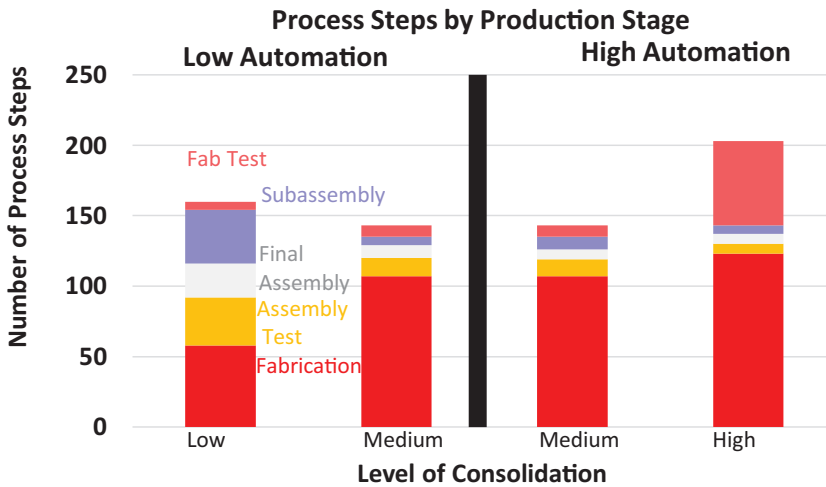 Process Steps by Production Stage
Low Automation
High Automation
Number of Process Steps
250
200
150
100
50
0
Fab Test
Subassembly
Final
Assembly
Assembly
Test
Fabrication
Low
Medium
Medium
High
Level of Consolidation